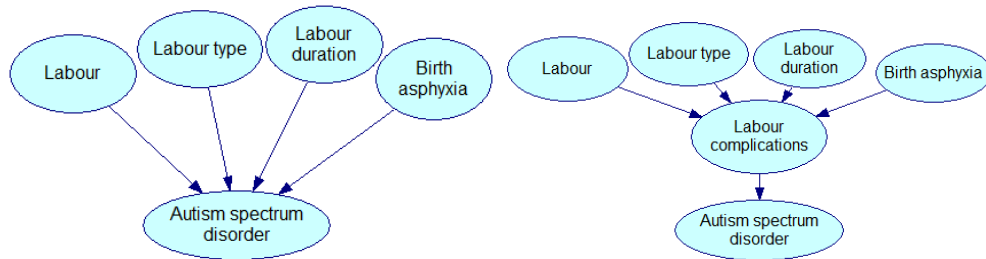 Labour
Labour type
Labour
duration
Birth
asphyxia
Autism spectrum
disorder
Labour
Labour type
Labour
duration
Birth asphyxia
Labour
complications
Autism spectrum
disorder